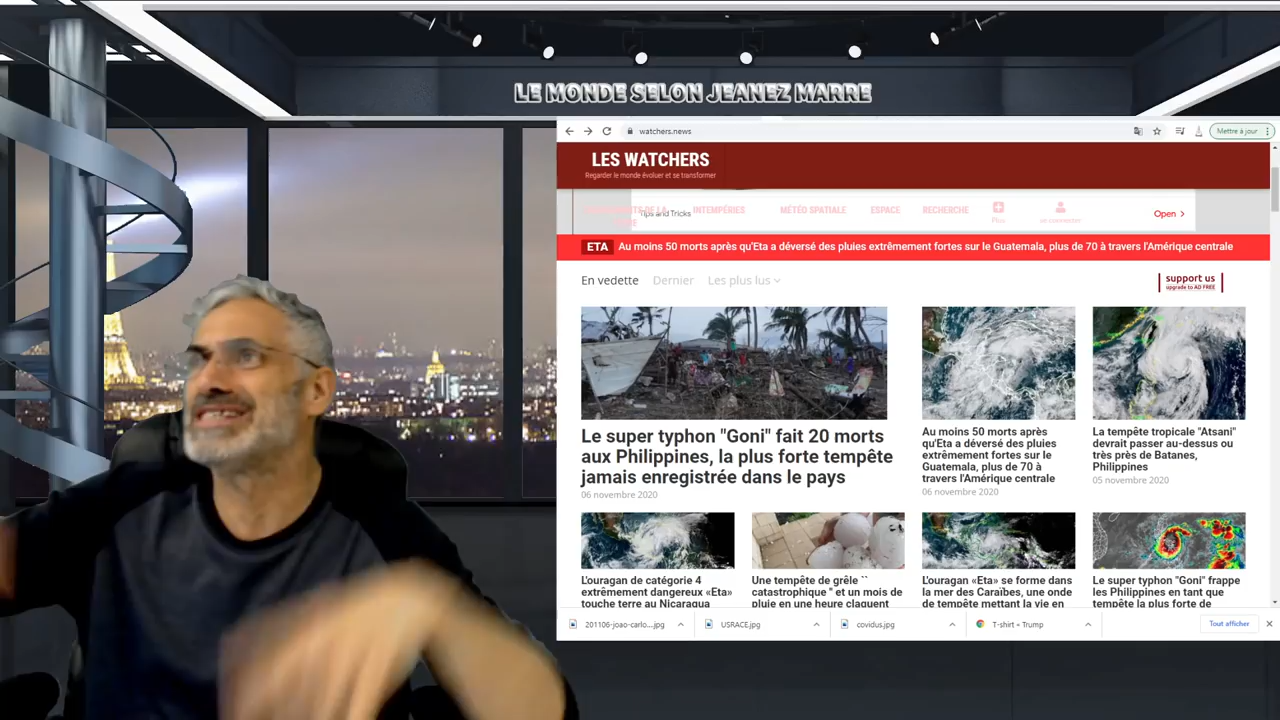 LE MONDE SELON JEANEZ MARRE
watchers.news
Mettre à jour
LES WATCHERS
Regarder le monde évoluer et se transformer
Tips and Tricks
INTEMPÉRIES
MÉTÉO SPATIALE
ESPACE
RECHERCHE
Plus
Open
ETA Au moins 50 morts après qu'Eta a déversé des pluies extrêmement fortes sur le Guatemala, plus de 70 à travers l'Amérique centrale
En vedette Dernier Les plus lus
support us
upgrade to AD FREE
Le super typhon "Goni" fait 20 morts
aux Philippines, la plus forte tempête
jamais enregistrée dans le pays
06 novembre 2020
Au moins 50 morts après
qu'Eta a déversé des pluies
extrêmement fortes sur le
Guatemala, plus de 70 à
travers l'Amérique centrale
06 novembre 2020
La tempête tropicale "Atsani"
devrait passer au-dessus ou
très près de Batanes,
Philippines
05 novembre 2020
L'ouragan de catégorie 4
extrêmement dangereux «Eta»
touche terre au Nicaragua
Une tempête de grêle ``
catastrophique '' et un mois de
pluie en une heure claquent
L'ouragan «Eta» se forme dans
la mer des Caraïbes, une onde
de tempête mettant la vie en
Le super typhon "Goni" frappe
les Philippines en tant que
tempête la plus forte de
201106-joao-carlo...jpg
USRACE.jpg
covidus.jpg
T-shirt « Trump
Tout afficher